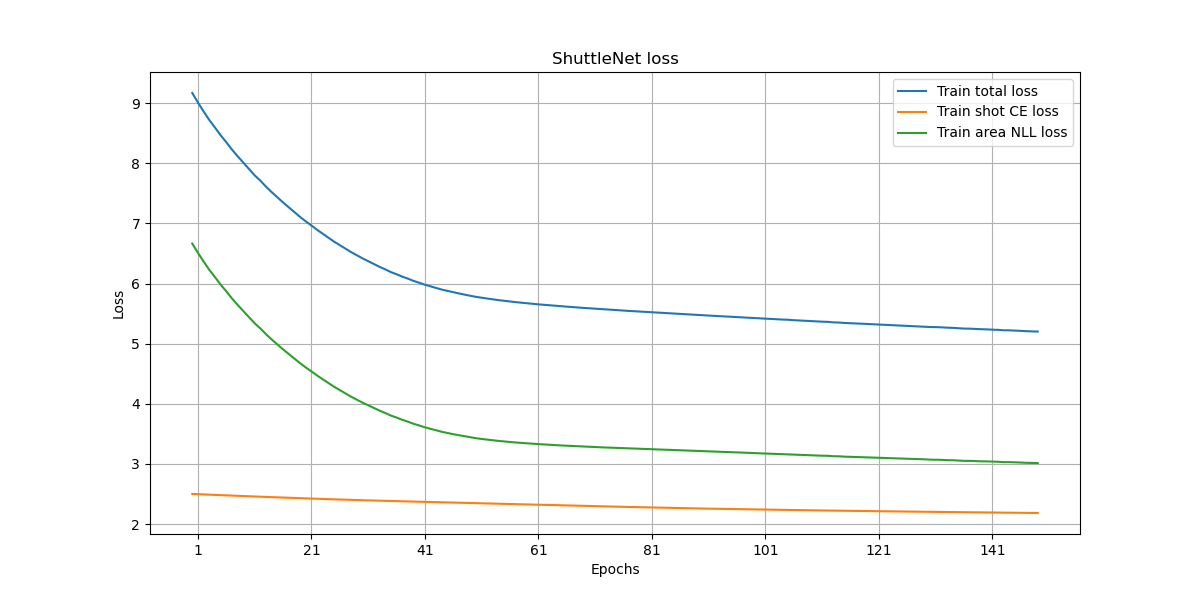 ShuttleNet loss
Train total loss
Train shot CE loss
Train area NLL loss
Loss
9
8
7
6
5
4
3
2
1 21 41 61 81 101 121 141
Epochs